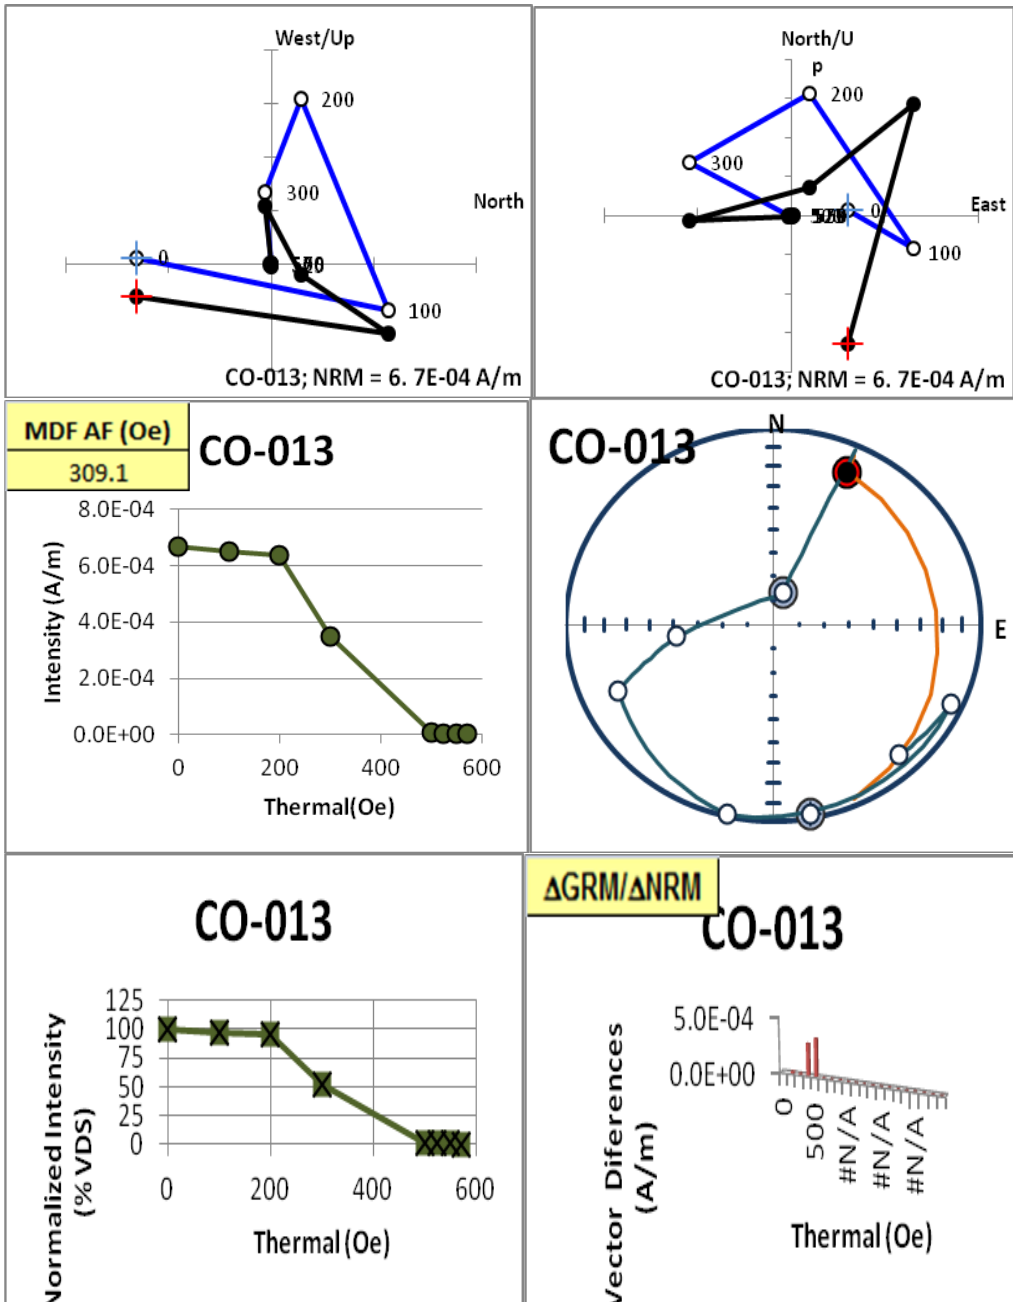 West/Up
200
300
North
0
100
CO-013; NRM = 6. 7E-04 A/m
North/U
p
200
300
East
0
100
CO-013; NRM = 6. 7E-04 A/m
MDF AF (Oe)
309.1
CO-013
8.0E-04
6.0E-04
4.0E-04
2.0E-04
0.0E+00
Intensity (A/m)
0 200 400 600
Thermal(Oe)
CO-013
N
E
CO-013
125
100
75
50
25
0
Normalized Intensity
(% VDS)
0 200 400 600
Thermal(Oe)
ΔGRM/ΔNRM
CO-013
5.0E-04
0.0E+00
Vector Diferences
(A/m)
0
500
#N/A
#N/A
#N/A
Thermal(Oe)